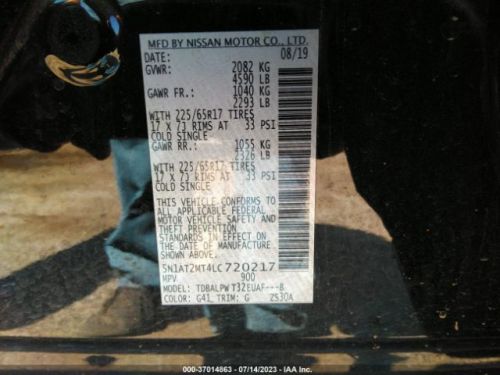 MFD BY NISSAN MOTOR CO., LTD.
DATE: 08/19
GVWR: 2082 KG
4590 LB
GAWR FR.: 1040 KG
2293 LB
WITH 225/65R17 TIRES
17 X 7J RIMS AT 33 PSI
COLD SINGLE
GAWR RR.: 1055 KG
2326 LB
WITH 225/65R17 TIRES
17 X 7J RIMS AT 33 PSI
COLD SINGLE
THIS VEHICLE CONFORMS TO
ALL APPLICABLE FEDERAL
MOTOR VEHICLE SAFETY AND
THEFT PREVENTION
STANDARDS IN EFFECT ON
THE DATE OF MANUFACTURE
SHOWN ABOVE.
5N1AT2MT4LC720217
MPV 900
MODEL: TDBALPW T32EUAF---B
COLOR: G41 TRIM: G ZS30A
000-37014863 - 07/14/2023 - IAA Inc.